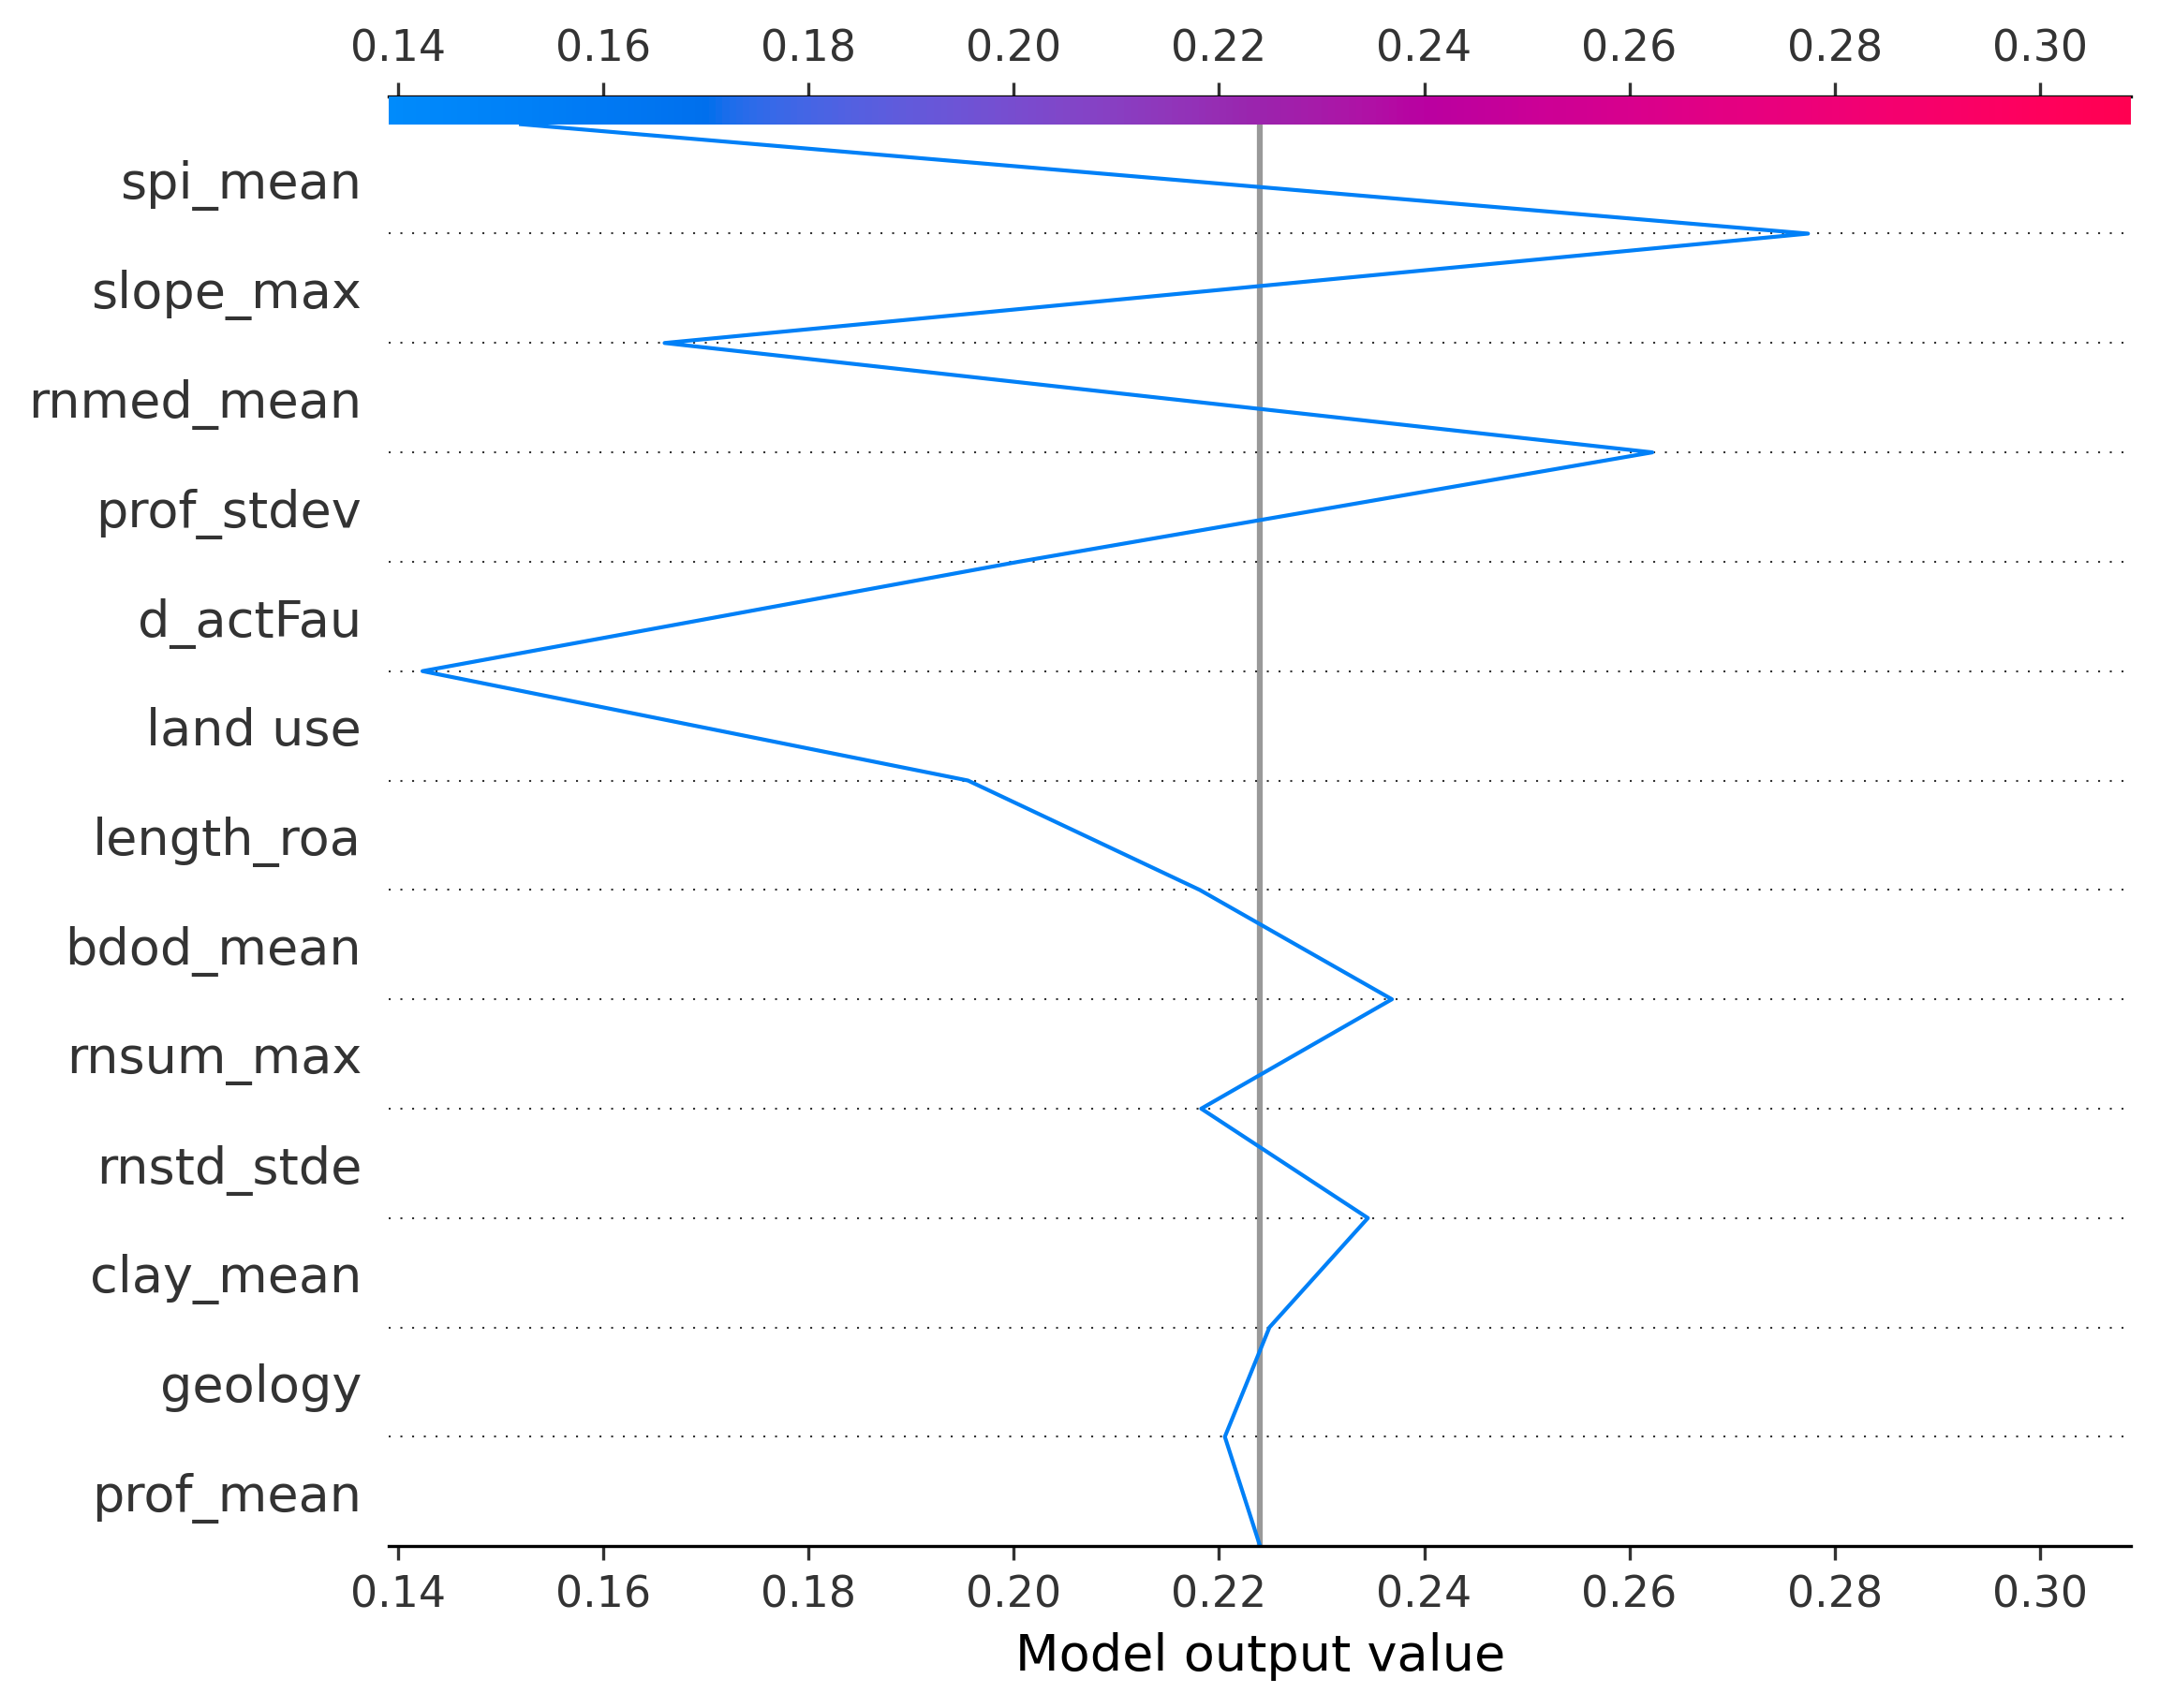 0.14 0.16 0.18 0.20 0.22 0.24 0.26 0.28 0.30
spi_mean
slope_max
rnmed_mean
prof_stdev
d_actFau
land use
length_roa
bdod_mean
rnsum_max
rnstd_stde
clay_mean
geology
prof_mean
0.14 0.16 0.18 0.20 0.22 0.24 0.26 0.28 0.30
Model output value